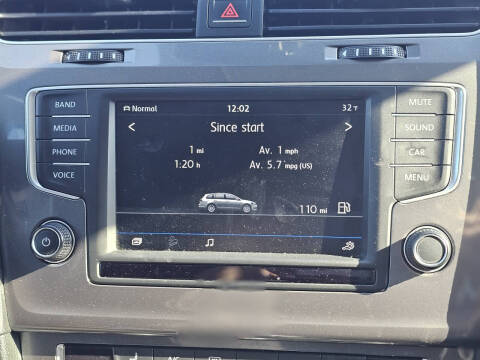 BAND
MEDIA
PHONE
VOICE
Normal 12:02 32°F
< Since start >
1 mi Av. 1 mph
1:20 h Av. 5.7 mpg (US)
110 mi
MUTE
SOUND
CAR
MENU